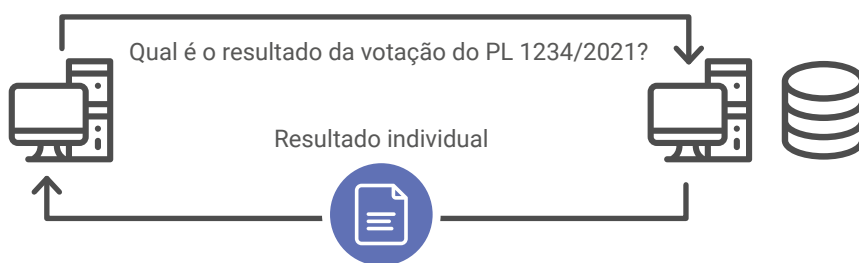 Qual é o resultado da votação do PL 1234/2021?
Resultado individual